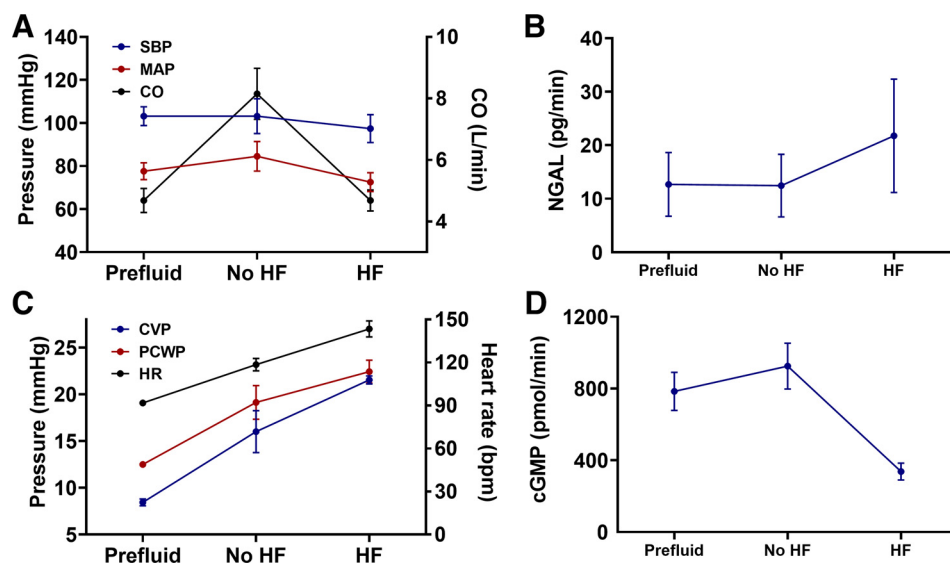 A
Pressure (mmHg)
140
120
100
80
60
40
SBP
MAP
CO
10
8
6
4
CO (L/min)
Prefluid No HF HF
B
NGAL (pg/min)
40
30
20
10
0
Prefluid No HF HF
C
Pressure (mmHg)
25
20
15
10
5
CVP
PCWP
HR
150
120
90
60
30
0
Heart rate (bpm)
Prefluid No HF HF
D
cGMP (pmol/min)
1200
800
400
0
Prefluid No HF HF